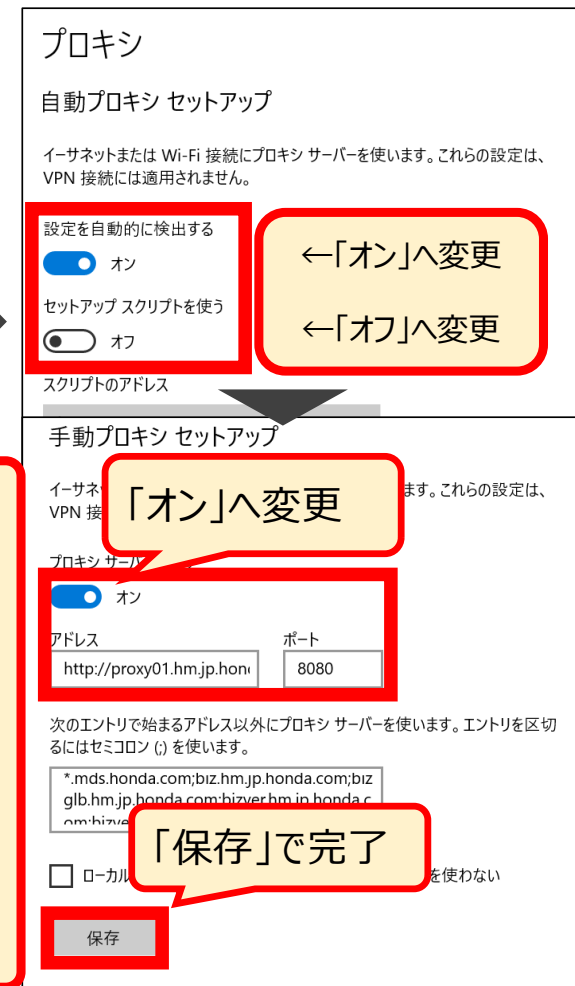 プロキシ
自動プロキシ セットアップ
イーサネットまたは Wi-Fi 接続にプロキシ サーバーを使います。これらの設定は、
VPN 接続には適用されません。
設定を自動的に検出する
オン
←「オン」へ変更
セットアップ スクリプトを使う
オフ
←「オフ」へ変更
スクリプトのアドレス
手動プロキシ セットアップ
イーサネ
ます。これらの設定は、
VPN 接
「オン」へ変更
プロキシ サーバ
オン
アドレス
ポート
http://proxy01.hm.jp.hon
8080
次のエントリで始まるアドレス以外にプロキシ サーバーを使います。エントリを区切
るにはセミコロン (;) を使います。
*.mds.honda.com;biz.hm.jp.honda.com;biz
glb.hm.jp.honda.com;bizver.hm.jp.honda.c
om;bizve
「保存」で完了
ローカル
を使わない
保存